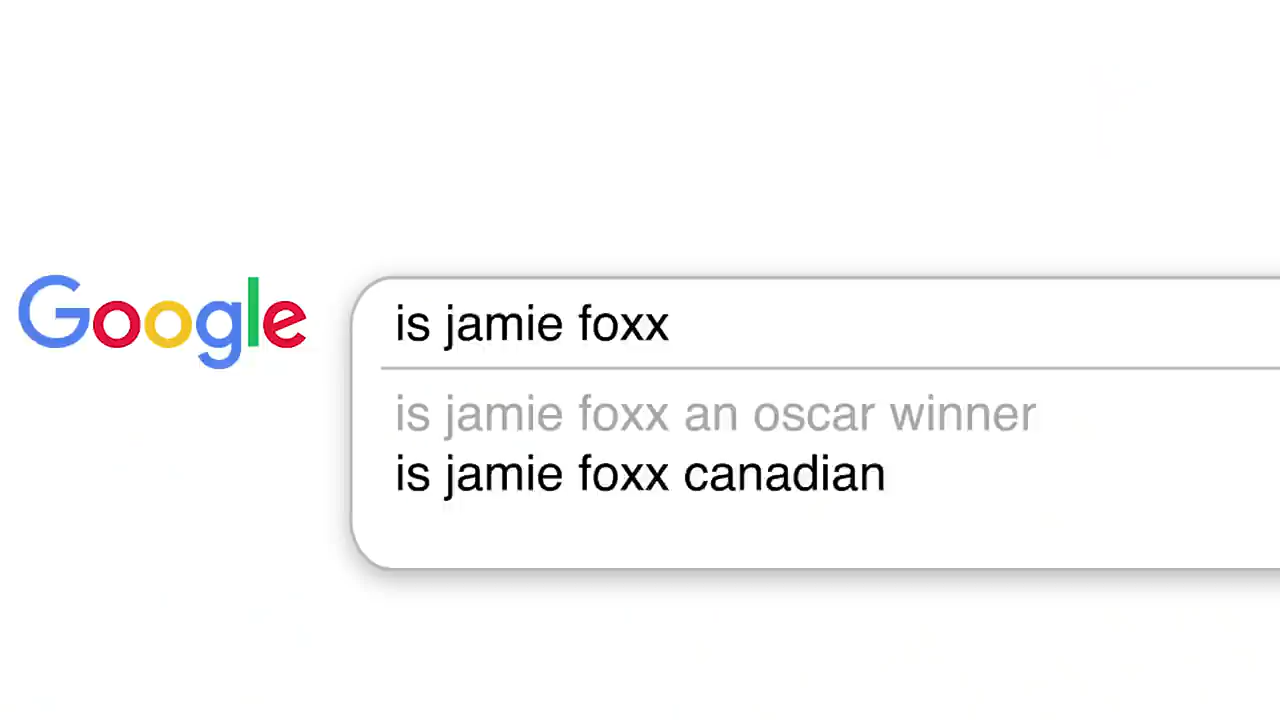 Google
is jamie foxx
is jamie foxx an oscar winner
is jamie foxx canadian